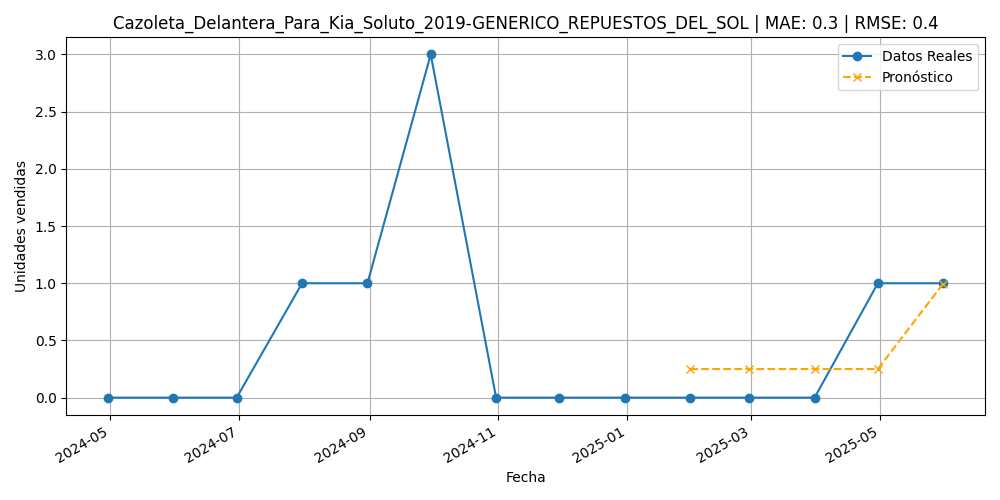 Cazoleta_Delantera_Para_Kia_Soluto_2019-GENERICO_REPUESTOS_DEL_SOL | MAE: 0.3 | RMSE: 0.4
Datos Reales
Pronóstico
Unidades vendidas
3.0
2.5
2.0
1.5
1.0
0.5
0.0
2024-05
2024-07
2024-09
2024-11
2025-01
2025-03
2025-05
Fecha